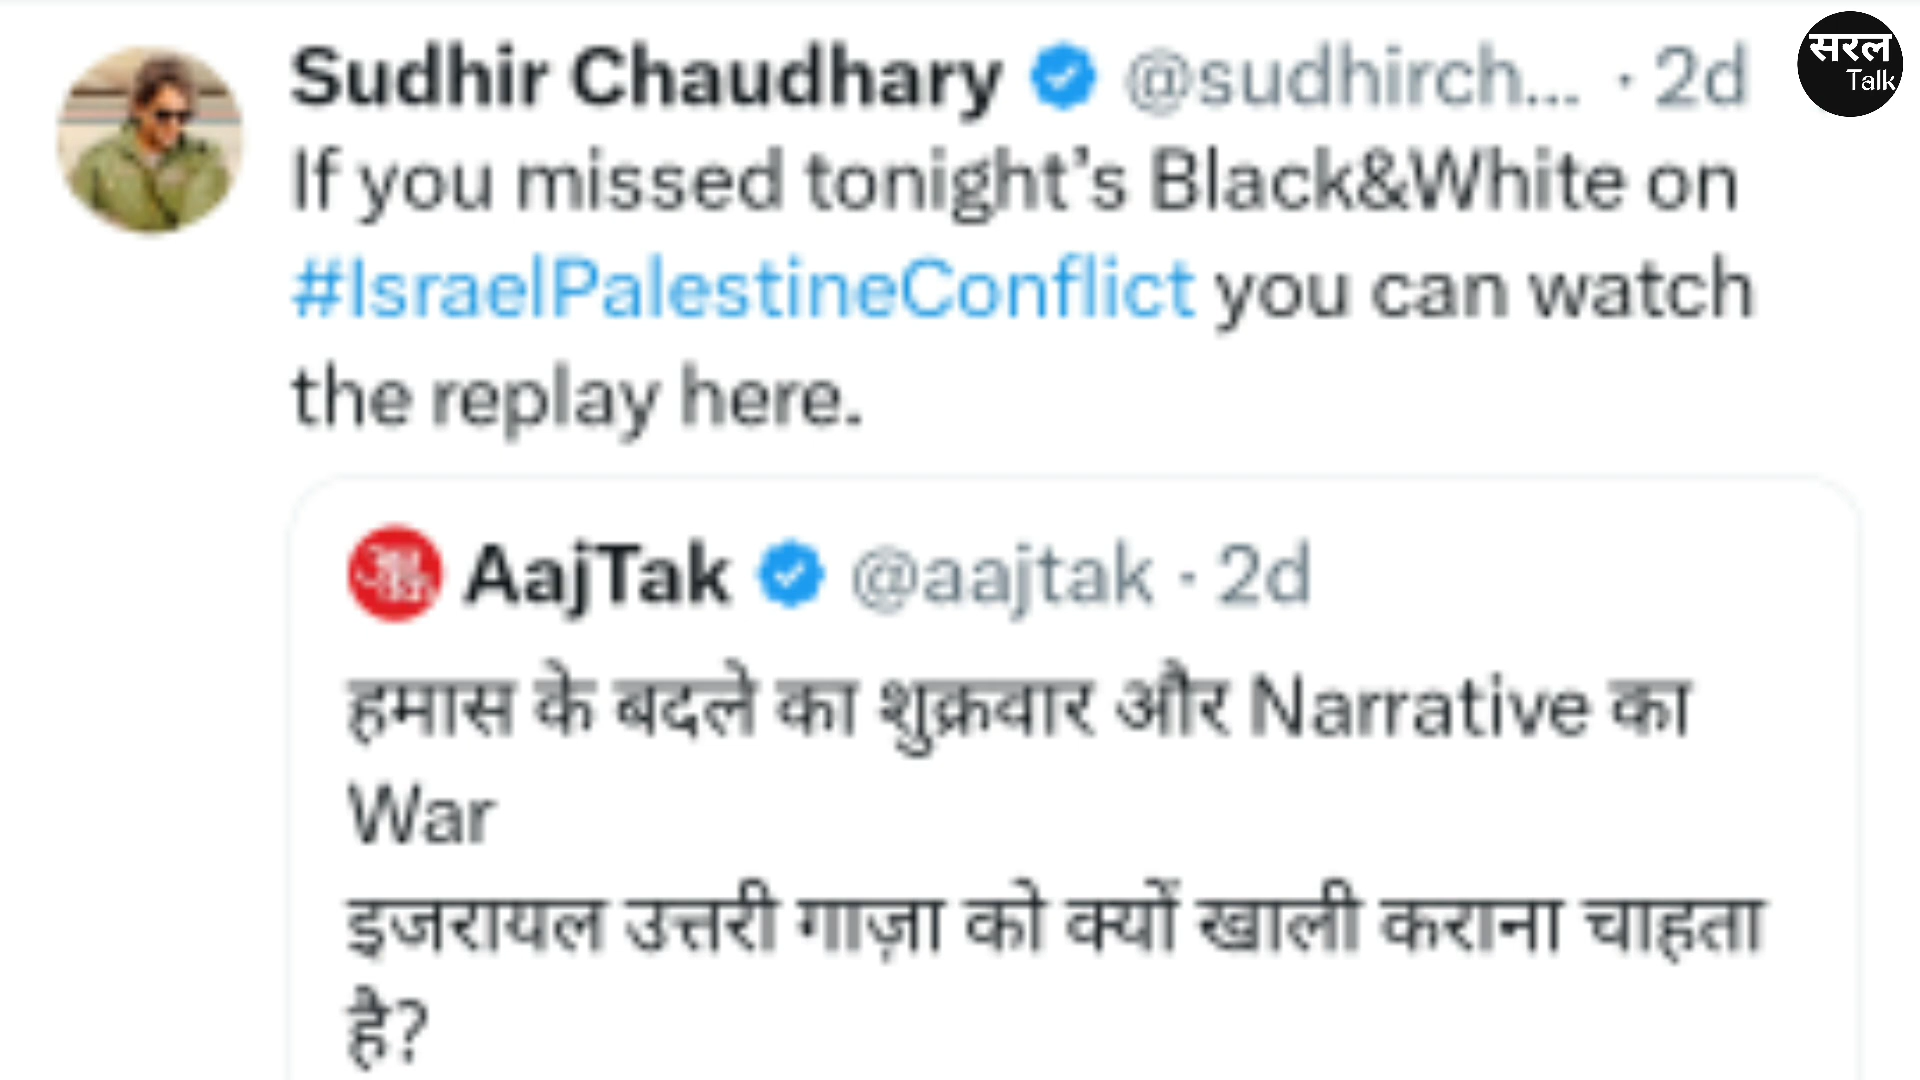 Sudhir Chaudhary @sudhirch... · 2d
सरल
Talk
If you missed tonight's Black&White on
#IsraelPalestineConflict you can watch
the replay here.
AajTak @aajtak · 2d
हमास के बदले का शुक्रवार और Narrative का
War
इजरायल उत्तरी गाज़ा को क्यों खाली कराना चाहता
है?